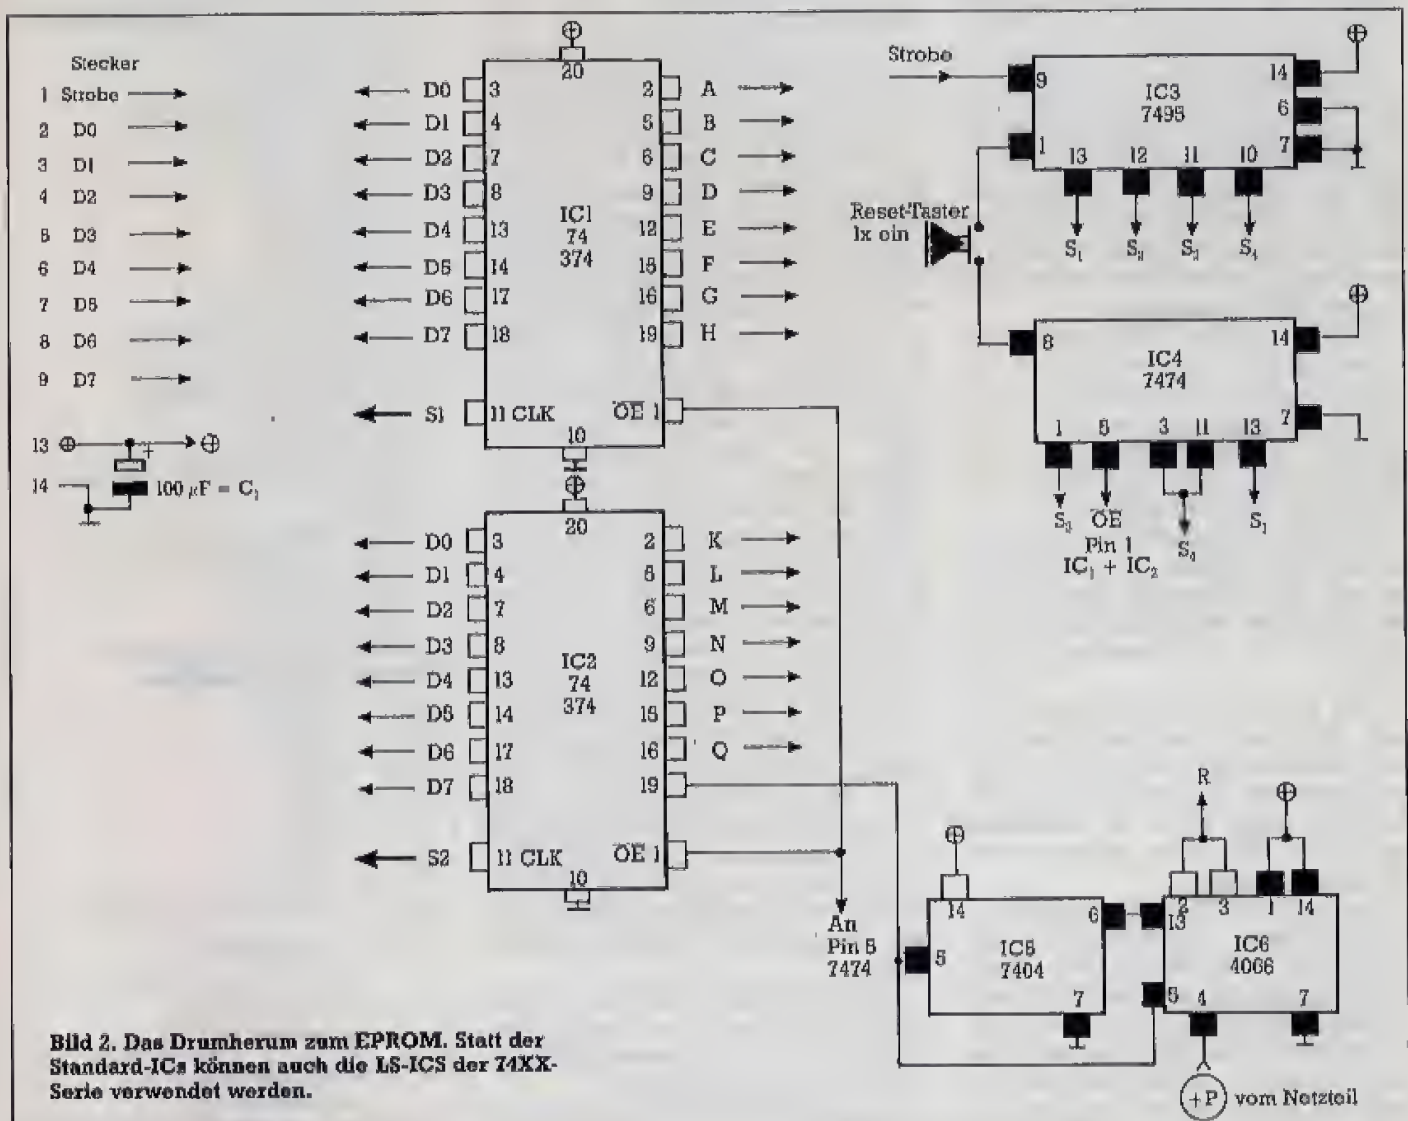 Stecker
1 Strobe
2 D0
3 D1
4 D2
5 D3
6 D4
7 D5
8 D6
9 D7
13 ⊕ + ⊕
14 100 µF = C₁
20
D0 3 2 A
D1 4 5 B
D2 7 6 C
D3 8 9 D
D4 13 12 E
D5 14 15 F
D6 17 16 G
D7 18 19 H
IC1
74
374
S1 11 CLK OE 1
10
20
D0 3 2 K
D1 4 5 L
D2 7 6 M
D3 8 9 N
D4 13 12 O
D5 14 15 P
D6 17 16 Q
D7 18 19
IC2
74
374
S2 11 CLK OE 1
10
An
Pin 5
7474
Strobe
9 14
IC3
7495
6
1 7
13 12 11 10
S₁ S₄
Reset-Taster
1x ein
8 14
IC4
7474
7
1 5 3 11 13
OE
Pin 1
IC₁ + IC₂
S₄
S₁
14 6
5
IC5
7404
7
R
2 3 1 14
13
IC6
4066
5 4 7
+P vom Netzteil
Bild 2. Das Drumherum zum EPROM. Statt der
Standard-ICs können auch die LS-ICS der 74XX-
Serie verwendet werden.